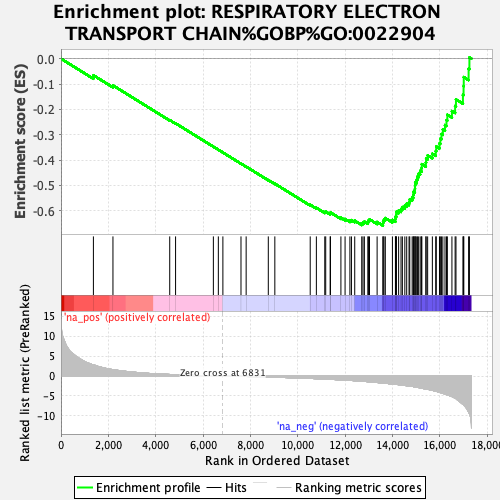 Enrichment plot: RESPIRATORY ELECTRON
TRANSPORT CHAIN%GOBP%GO:0022904
Enrichment score (ES)
0.0
-0.1
-0.2
-0.3
-0.4
-0.5
-0.6
Ranked list metric (PreRanked)
15
10
5
0
-5
-10
'na_pos' (positively correlated)
Zero cross at 6831
'na_neg' (negatively correlated)
0
2,000
4,000
6,000
8,000
10,000
12,000
14,000
16,000
18,000
Rank in Ordered Dataset
Enrichment profile
Hits
Ranking metric scores